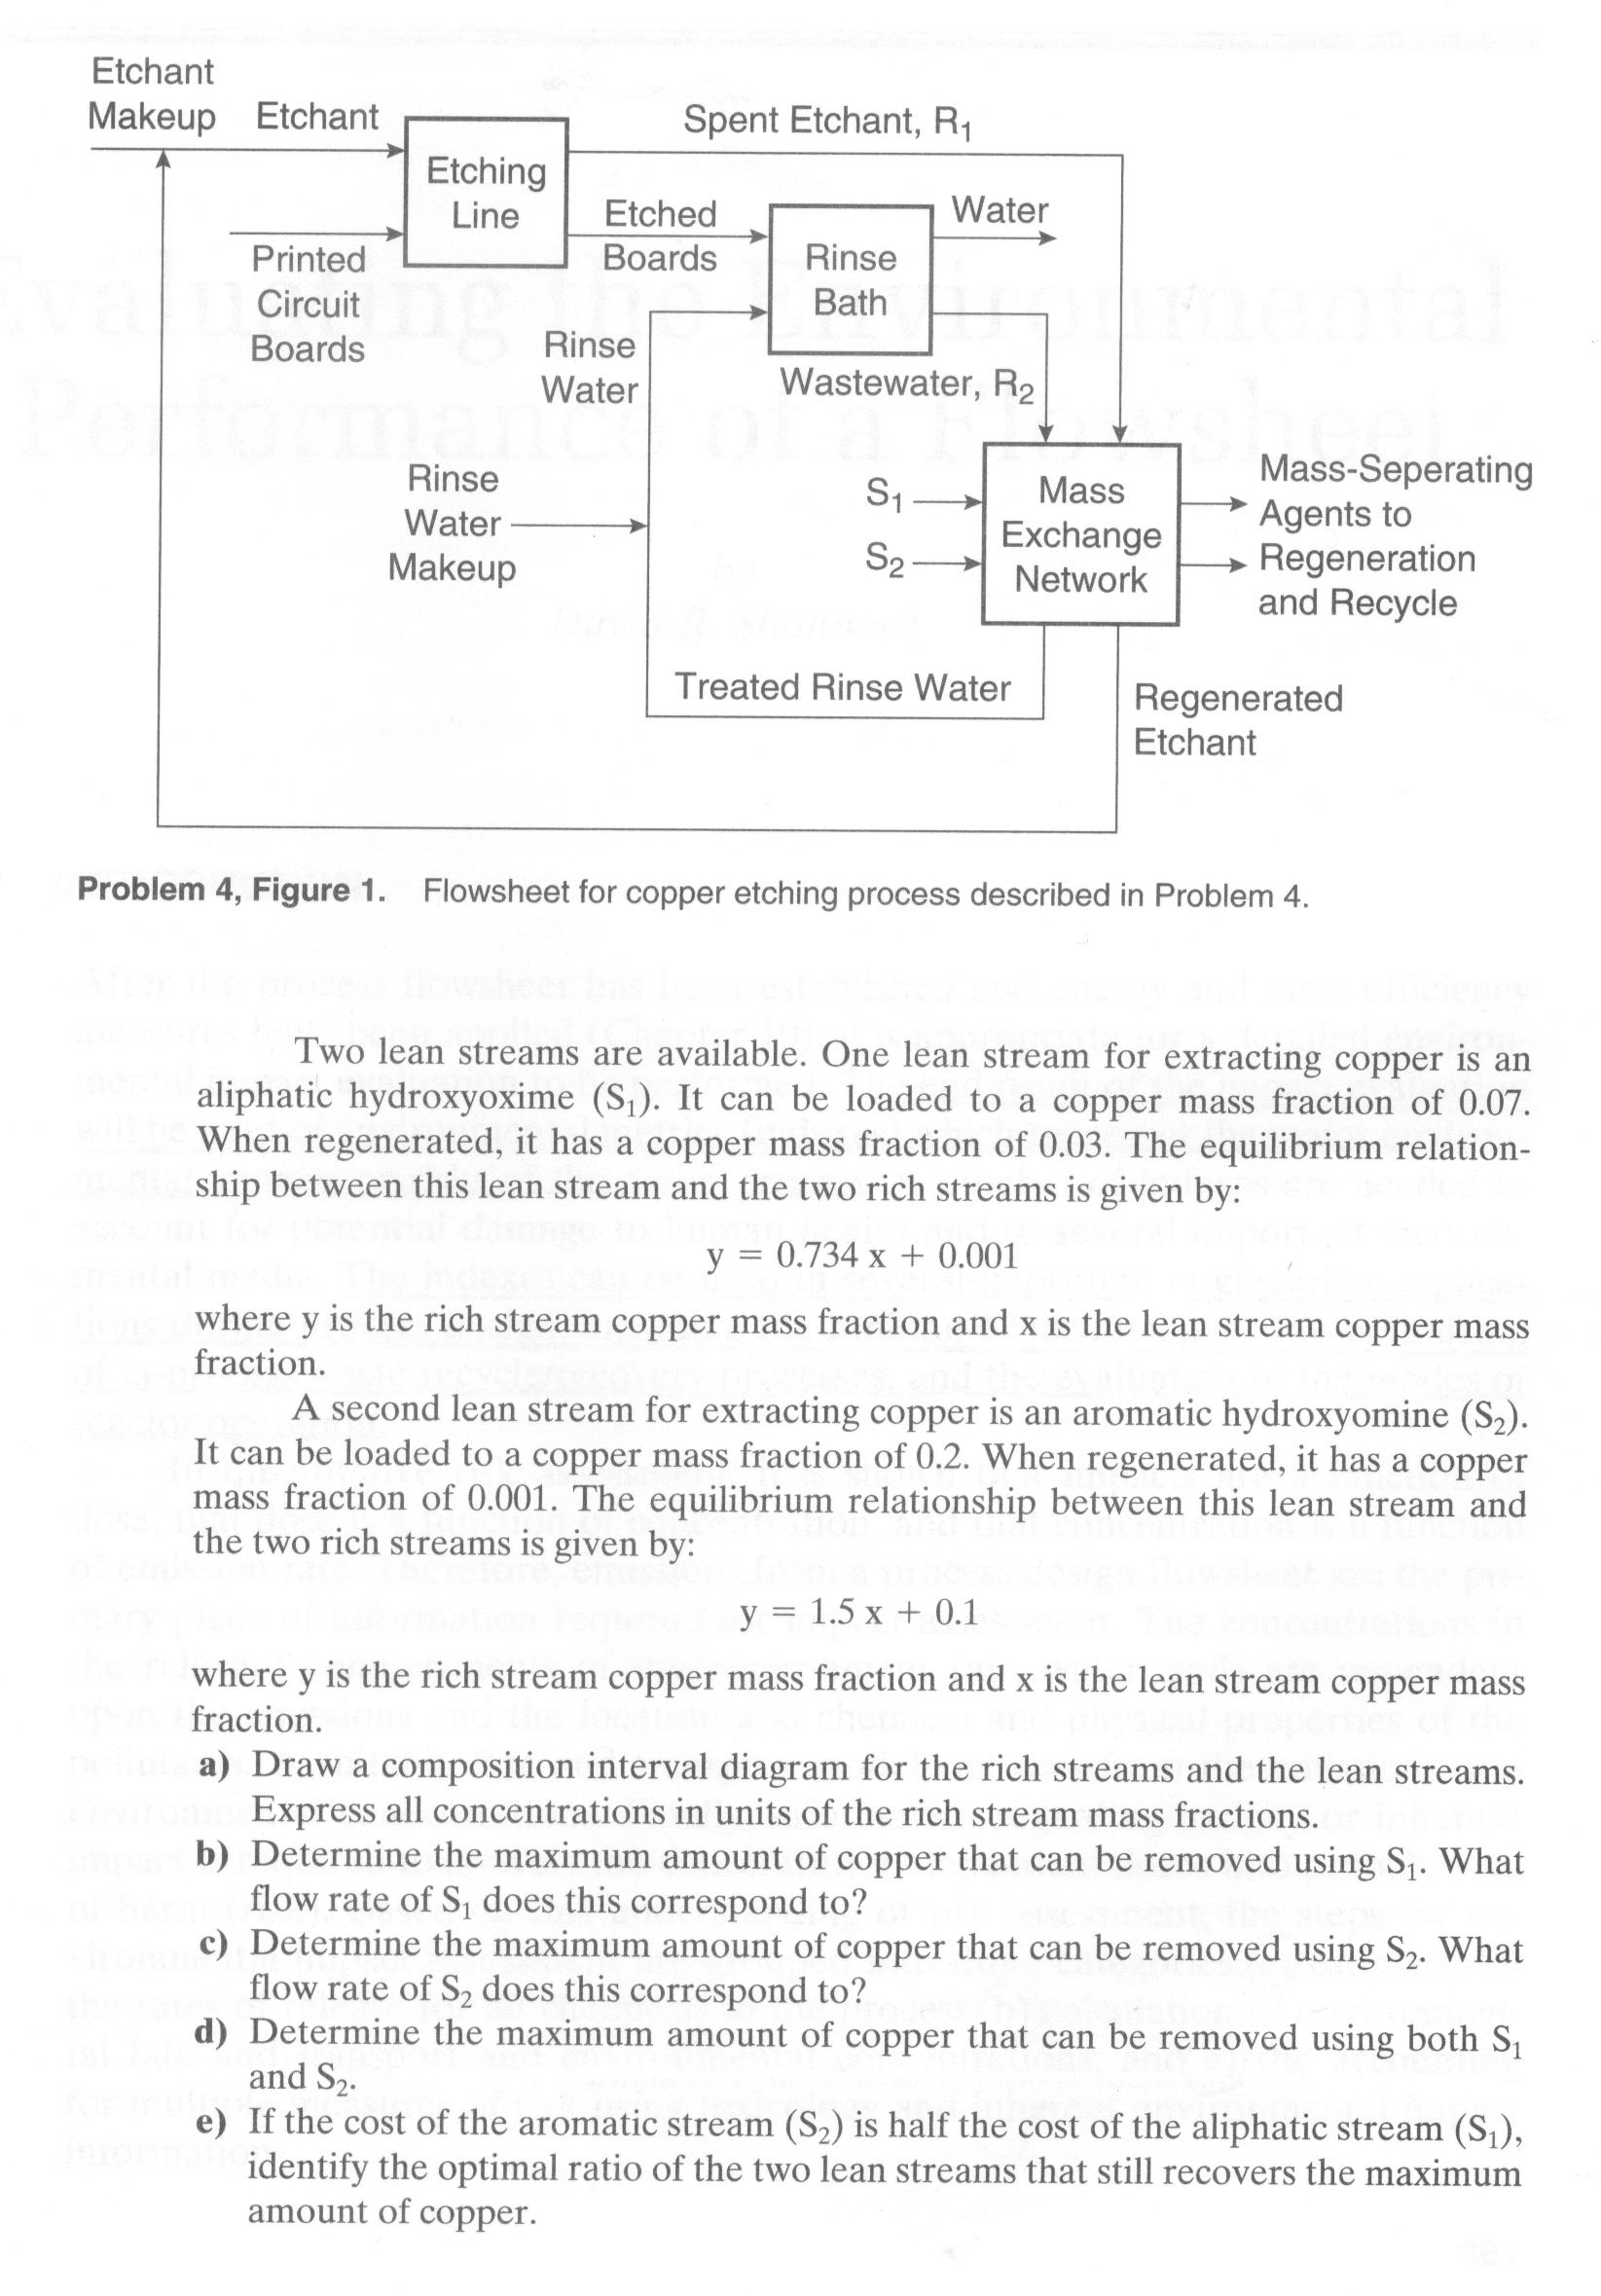 Etchant
Makeup Etchant
Spent Etchant, R1
Etching
Line
Etched
Boards
Water
Rinse
Bath
Printed
Circuit
Boards
Rinse
Water
Wastewater, R2
Rinse
Water
Makeup
S1
S2
Mass
Exchange
Network
Mass-Seperating
Agents to
Regeneration
and Recycle
Treated Rinse Water
Regenerated
Etchant
Problem 4, Figure 1. Flowsheet for copper etching process described in Problem 4.
Two lean streams are available. One lean stream for extracting copper is an
aliphatic hydroxyoxime (S1). It can be loaded to a copper mass fraction of 0.07.
When regenerated, it has a copper mass fraction of 0.03. The equilibrium relation-
ship between this lean stream and the two rich streams is given by:
y = 0.734 x + 0.001
where y is the rich stream copper mass fraction and x is the lean stream copper mass
fraction.
A second lean stream for extracting copper is an aromatic hydroxyomine (S2).
It can be loaded to a copper mass fraction of 0.2. When regenerated, it has a copper
mass fraction of 0.001. The equilibrium relationship between this lean stream and
the two rich streams is given by:
y = 1.5 x + 0.1
where y is the rich stream copper mass fraction and x is the lean stream copper mass
fraction.
a) Draw a composition interval diagram for the rich streams and the lean streams.
Express all concentrations in units of the rich stream mass fractions.
b) Determine the maximum amount of copper that can be removed using S1. What
flow rate of S1 does this correspond to?
c) Determine the maximum amount of copper that can be removed using S2. What
flow rate of S2 does this correspond to?
d) Determine the maximum amount of copper that can be removed using both S1
and S2.
e) If the cost of the aromatic stream (S2) is half the cost of the aliphatic stream (S1),
identify the optimal ratio of the two lean streams that still recovers the maximum
amount of copper.